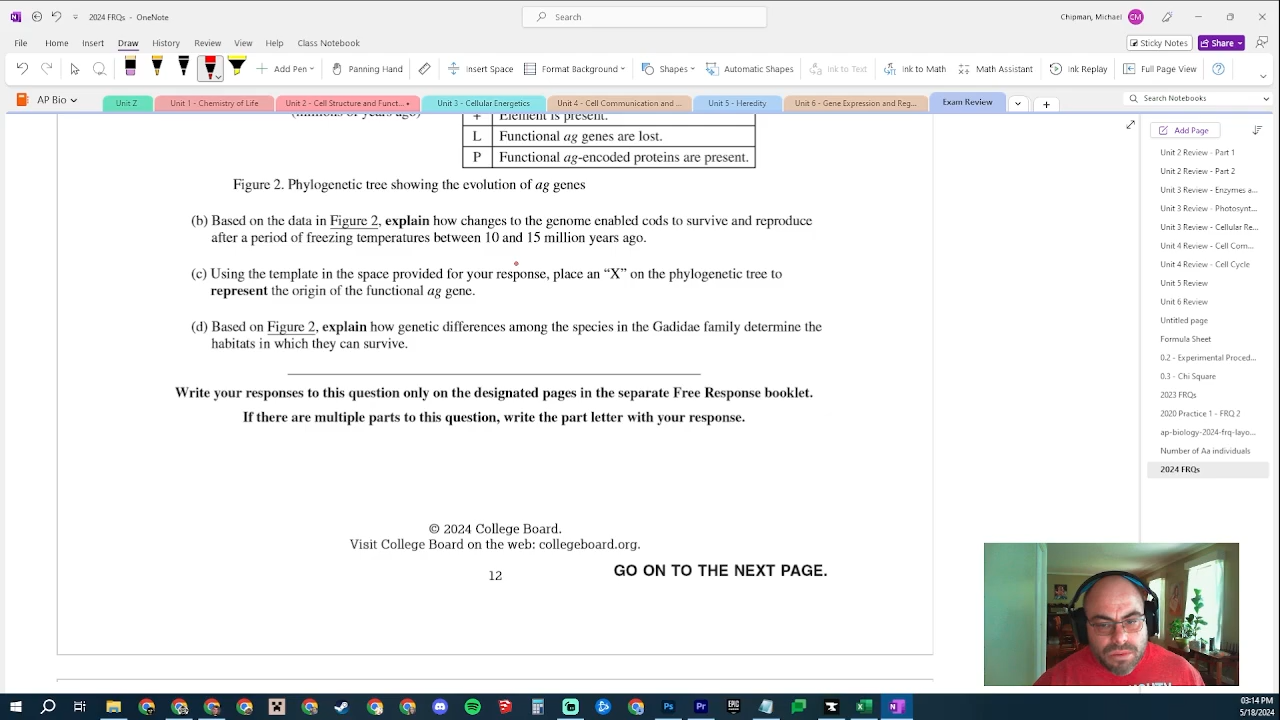 2024 FRQs - OneNote
Search
Chipman, Michael CM
File Home Insert Draw History Review View Help Class Notebook
Sticky Notes Share
Add Pen Panning Hand Insert Space Format Background Shapes Automatic Shapes Ink to Text Ink to Math Math Assistant Ink Replay Full Page View
AP Bio Unit Z Unit 1 - Chemistry of Life Unit 2 - Cell Structure and Funct... Unit 3 - Cellular Energetics Unit 4 - Cell Communication and ... Unit 5 - Heredity Unit 6 - Gene Expression and Reg... Exam Review
Search Notebooks
(millions of years ago)
+ Element is present.
L Functional ag genes are lost.
P Functional ag-encoded proteins are present.
Figure 2. Phylogenetic tree showing the evolution of ag genes
(b) Based on the data in Figure 2, explain how changes to the genome enabled cods to survive and reproduce
after a period of freezing temperatures between 10 and 15 million years ago.
(c) Using the template in the space provided for your response, place an “X” on the phylogenetic tree to
represent the origin of the functional ag gene.
(d) Based on Figure 2, explain how genetic differences among the species in the Gadidae family determine the
habitats in which they can survive.
Write your responses to this question only on the designated pages in the separate Free Response booklet.
If there are multiple parts to this question, write the part letter with your response.
© 2024 College Board.
Visit College Board on the web: collegeboard.org.
12
GO ON TO THE NEXT PAGE.
Add Page
Unit 2 Review - Part 1
Unit 2 Review - Part 2
Unit 3 Review - Enzymes a...
Unit 3 Review - Photosynt...
Unit 3 Review - Cellular Re...
Unit 4 Review - Cell Com...
Unit 4 Review - Cell Cycle
Unit 5 Review
Unit 6 Review
Untitled page
Formula Sheet
0.2 - Experimental Proced...
0.3 - Chi Square
2023 FRQs
2020 Practice 1 - FRQ 2
ap-biology-2024-frq-layo...
Number of Aa individuals
2024 FRQs
03:14 PM
5/18/2024